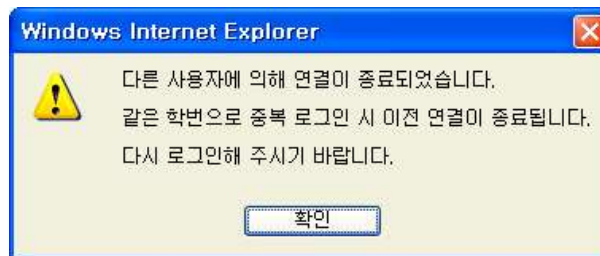 Windows Internet Explorer
다른 사용자에 의해 연결이 종료되었습니다.
같은 학번으로 중복 로그인 시 이전 연결이 종료됩니다.
다시 로그인해 주시기 바랍니다.
확인